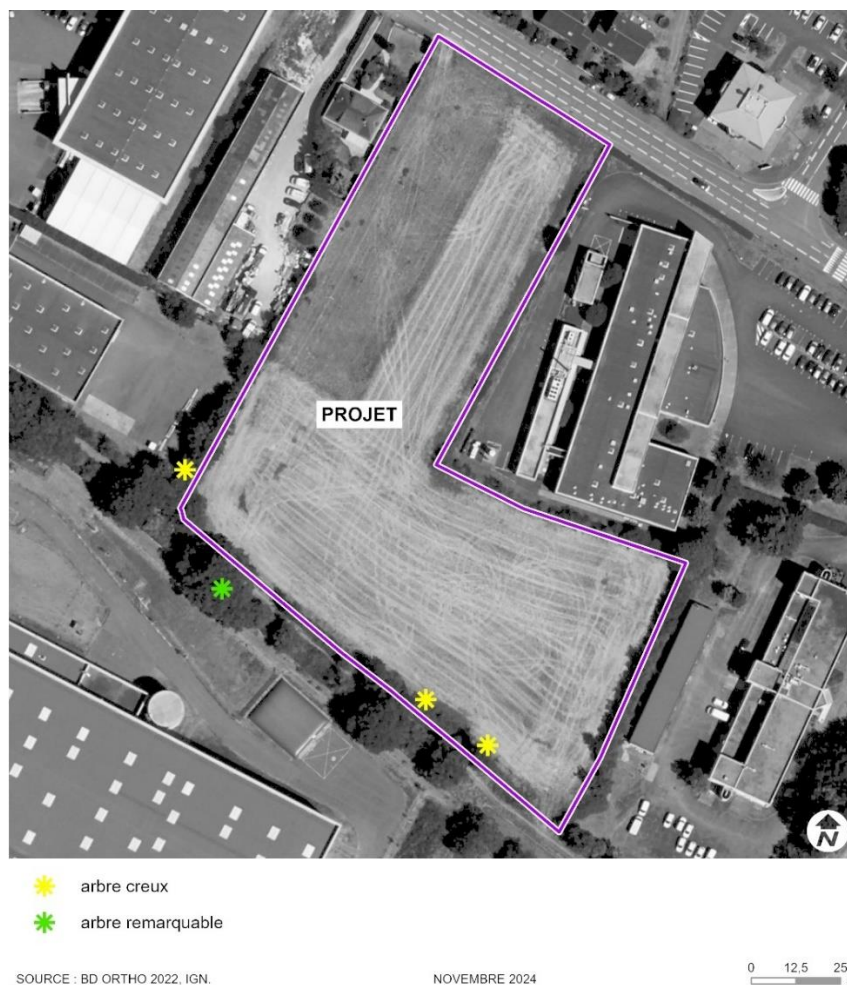 PROJET
N
arbre creux
arbre remarquable
SOURCE : BD ORTHO 2022, IGN.
NOVEMBRE 2024
0 12,5 25